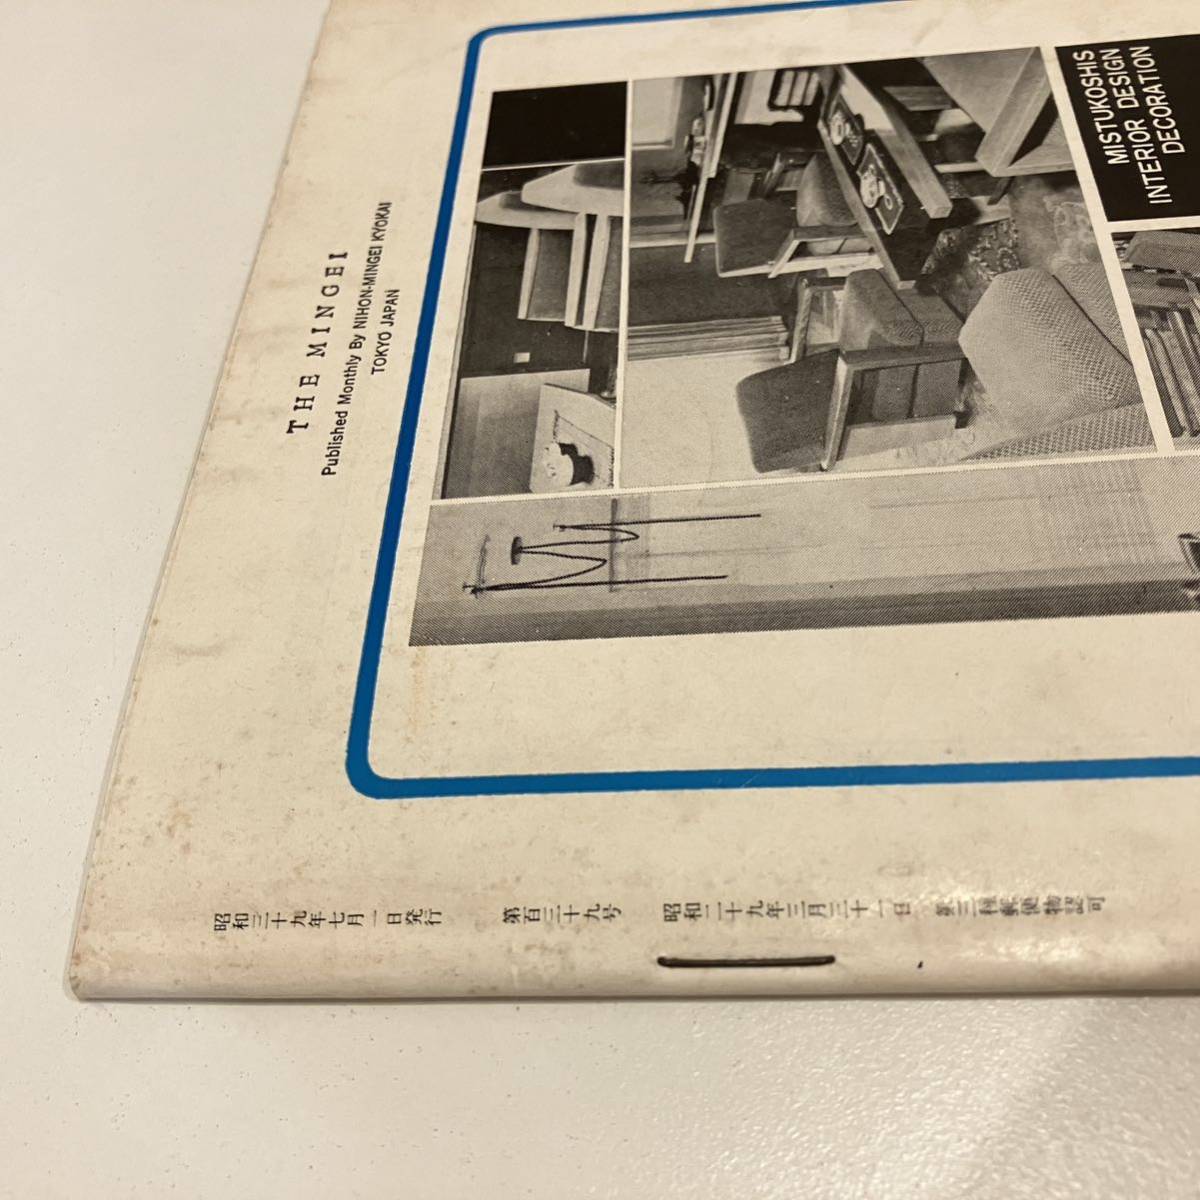 THE MINGEI
Published Monthly By NIHON-MINGEI KYOKAI
TOKYO JAPAN
MISTUKOSHIS
INTERIOR DESIGN
DECORATION
昭和三十九年七月一日発行 第百三十九号 昭和二十九年三月三十一日 第三種郵便物認可